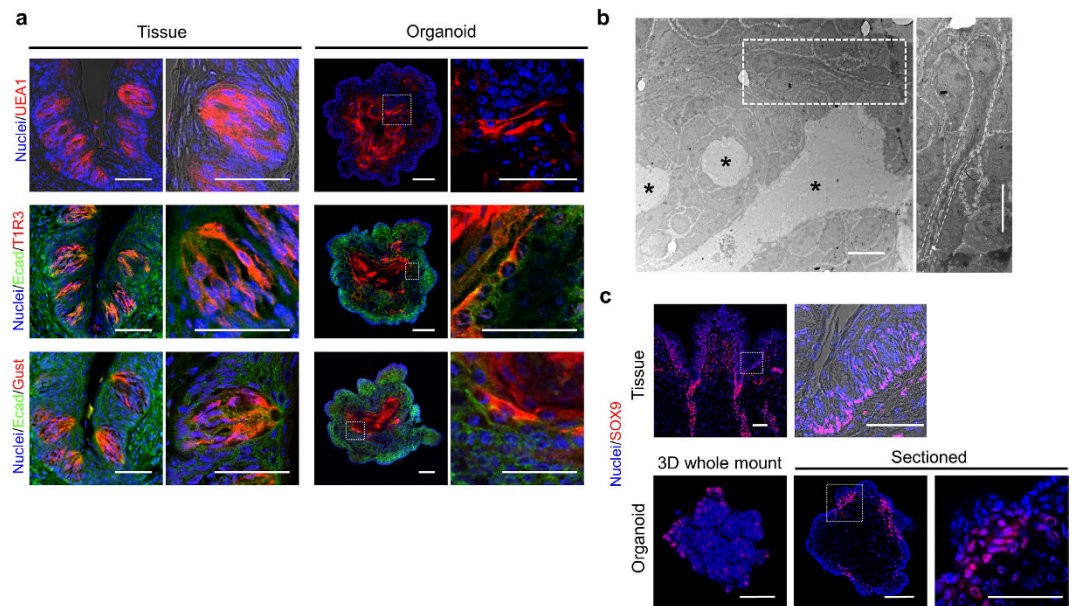 a
Tissue
Organoid
Nuclei/UEA1
Nuclei/Ecad/T1R3
Nuclei/Ecad/Gust
b
*
*
*
c
Nuclei/SOX9
Tissue
3D whole mount
Sectioned
Organoid